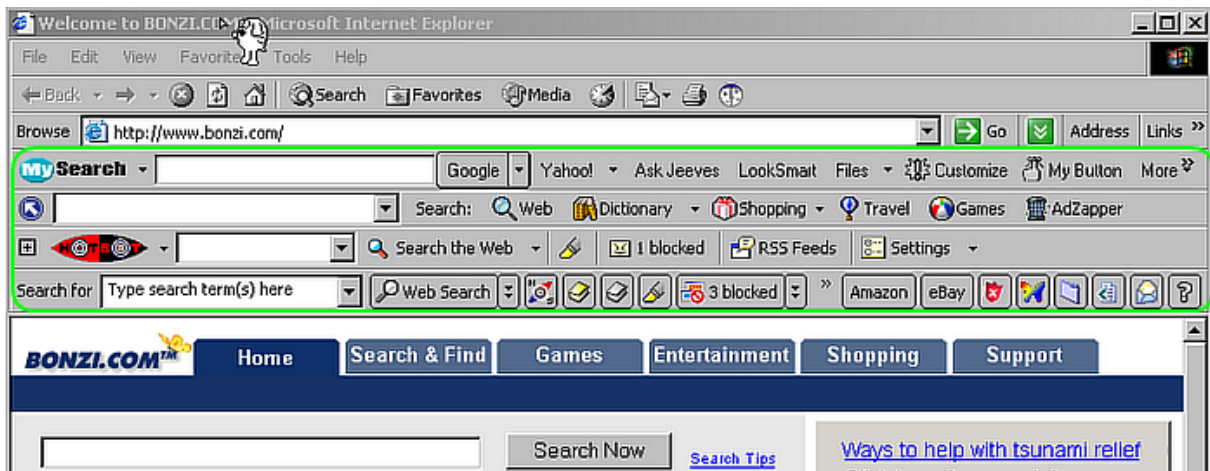 Welcome to BONZI.COM - Microsoft Internet Explorer
File Edit View Favorites Tools Help
Back Search Favorites Media
Browse http://www.bonzi.com/ Go Address Links »
My Search Google Yahoo! Ask Jeeves LookSmart Files Customize My Button More
Search: Web Dictionary Shopping Travel Games AdZapper
HOTBOT Search the Web 1 blocked RSS Feeds Settings
Search for Type search term(s) here Web Search 3 blocked » Amazon eBay
BONZI.COM™ Home Search & Find Games Entertainment Shopping Support
Search Now Search Tips Ways to help with tsunami relief